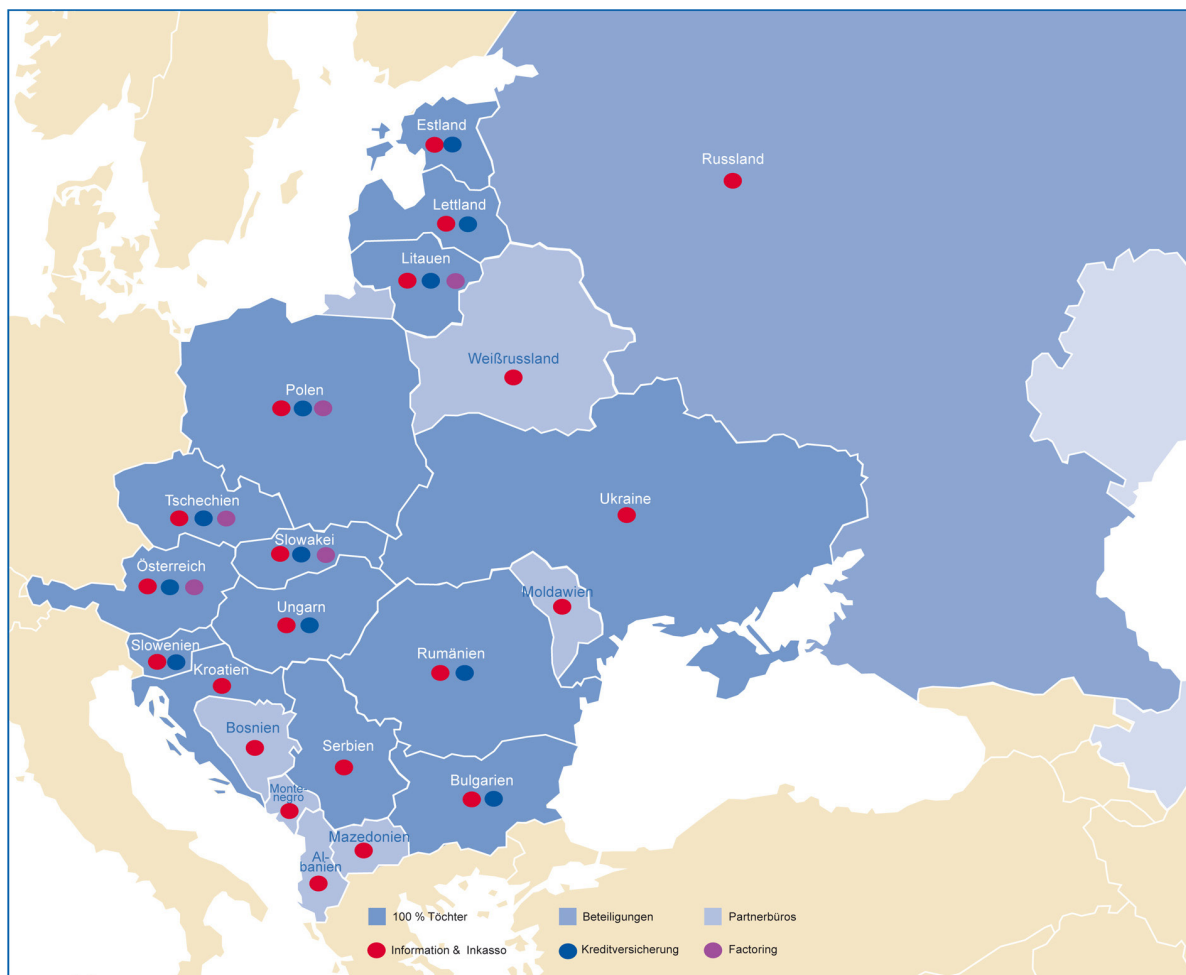 Estland
Russland
Lettland
Litauen
Weißrussland
Polen
Tschechien
Ukraine
Slowakei
Österreich
Moldawien
Ungarn
Slowenien
Rumänien
Kroatien
Bosnien
Serbien
Bulgarien
Monte-
negro
Mazedonien
Al-
banien
100 % Töchter
Beteiligungen
Partnerbüros
Information & Inkasso
Kreditversicherung
Factoring